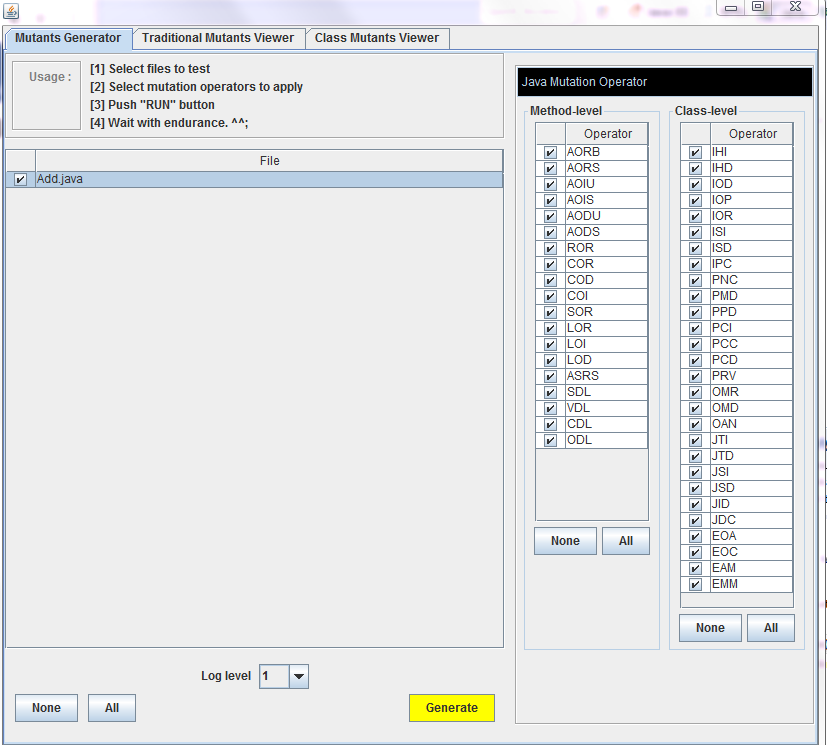 Mutants Generator
Traditional Mutants Viewer
Class Mutants Viewer
Usage :
[1] Select files to test
[2] Select mutation operators to apply
[3] Push "RUN" button
[4] Wait with endurance. ^^;
File
Add.java
Log level
1
None
All
Generate
Java Mutation Operator
Method-level
Operator
AORB
AORS
AOIU
AOIS
AODU
AODS
ROR
COR
COD
COI
SOR
LOR
LOI
LOD
ASRS
SDL
VDL
CDL
ODL
None
All
Class-level
Operator
IHI
IHD
IOD
IOP
IOR
ISI
ISD
IPC
PNC
PMD
PPD
PCI
PCC
PCD
PRV
OMR
OMD
OAN
JTI
JTD
JSI
JSD
JID
JDC
EOA
EOC
EAM
EMM
None
All